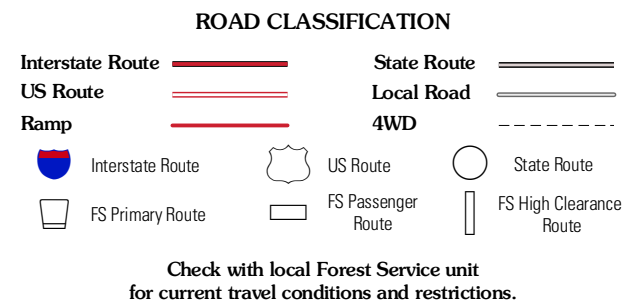 ROAD CLASSIFICATION
Interstate Route
State Route
US Route
Local Road
Ramp
4WD
Interstate Route
US Route
State Route
FS Primary Route
FS Passenger
Route
FS High Clearance
Route
Check with local Forest Service unit
for current travel conditions and restrictions.